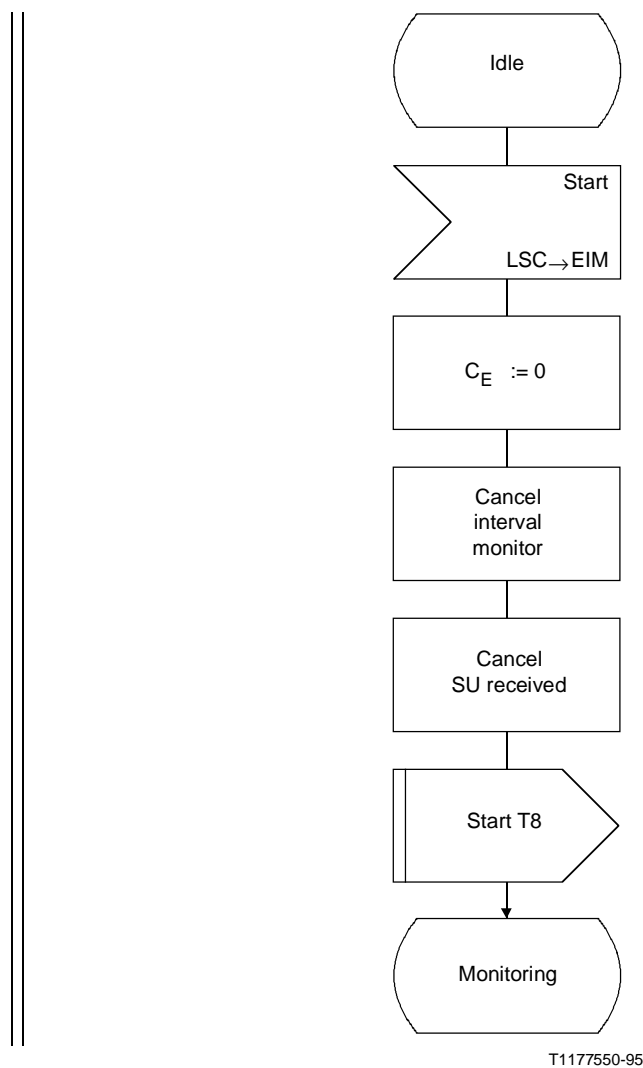 Idle
Start
LSC→EIM
C_E := 0
Cancel
interval
monitor
Cancel
SU received
Start T8
Monitoring
T1177550-95